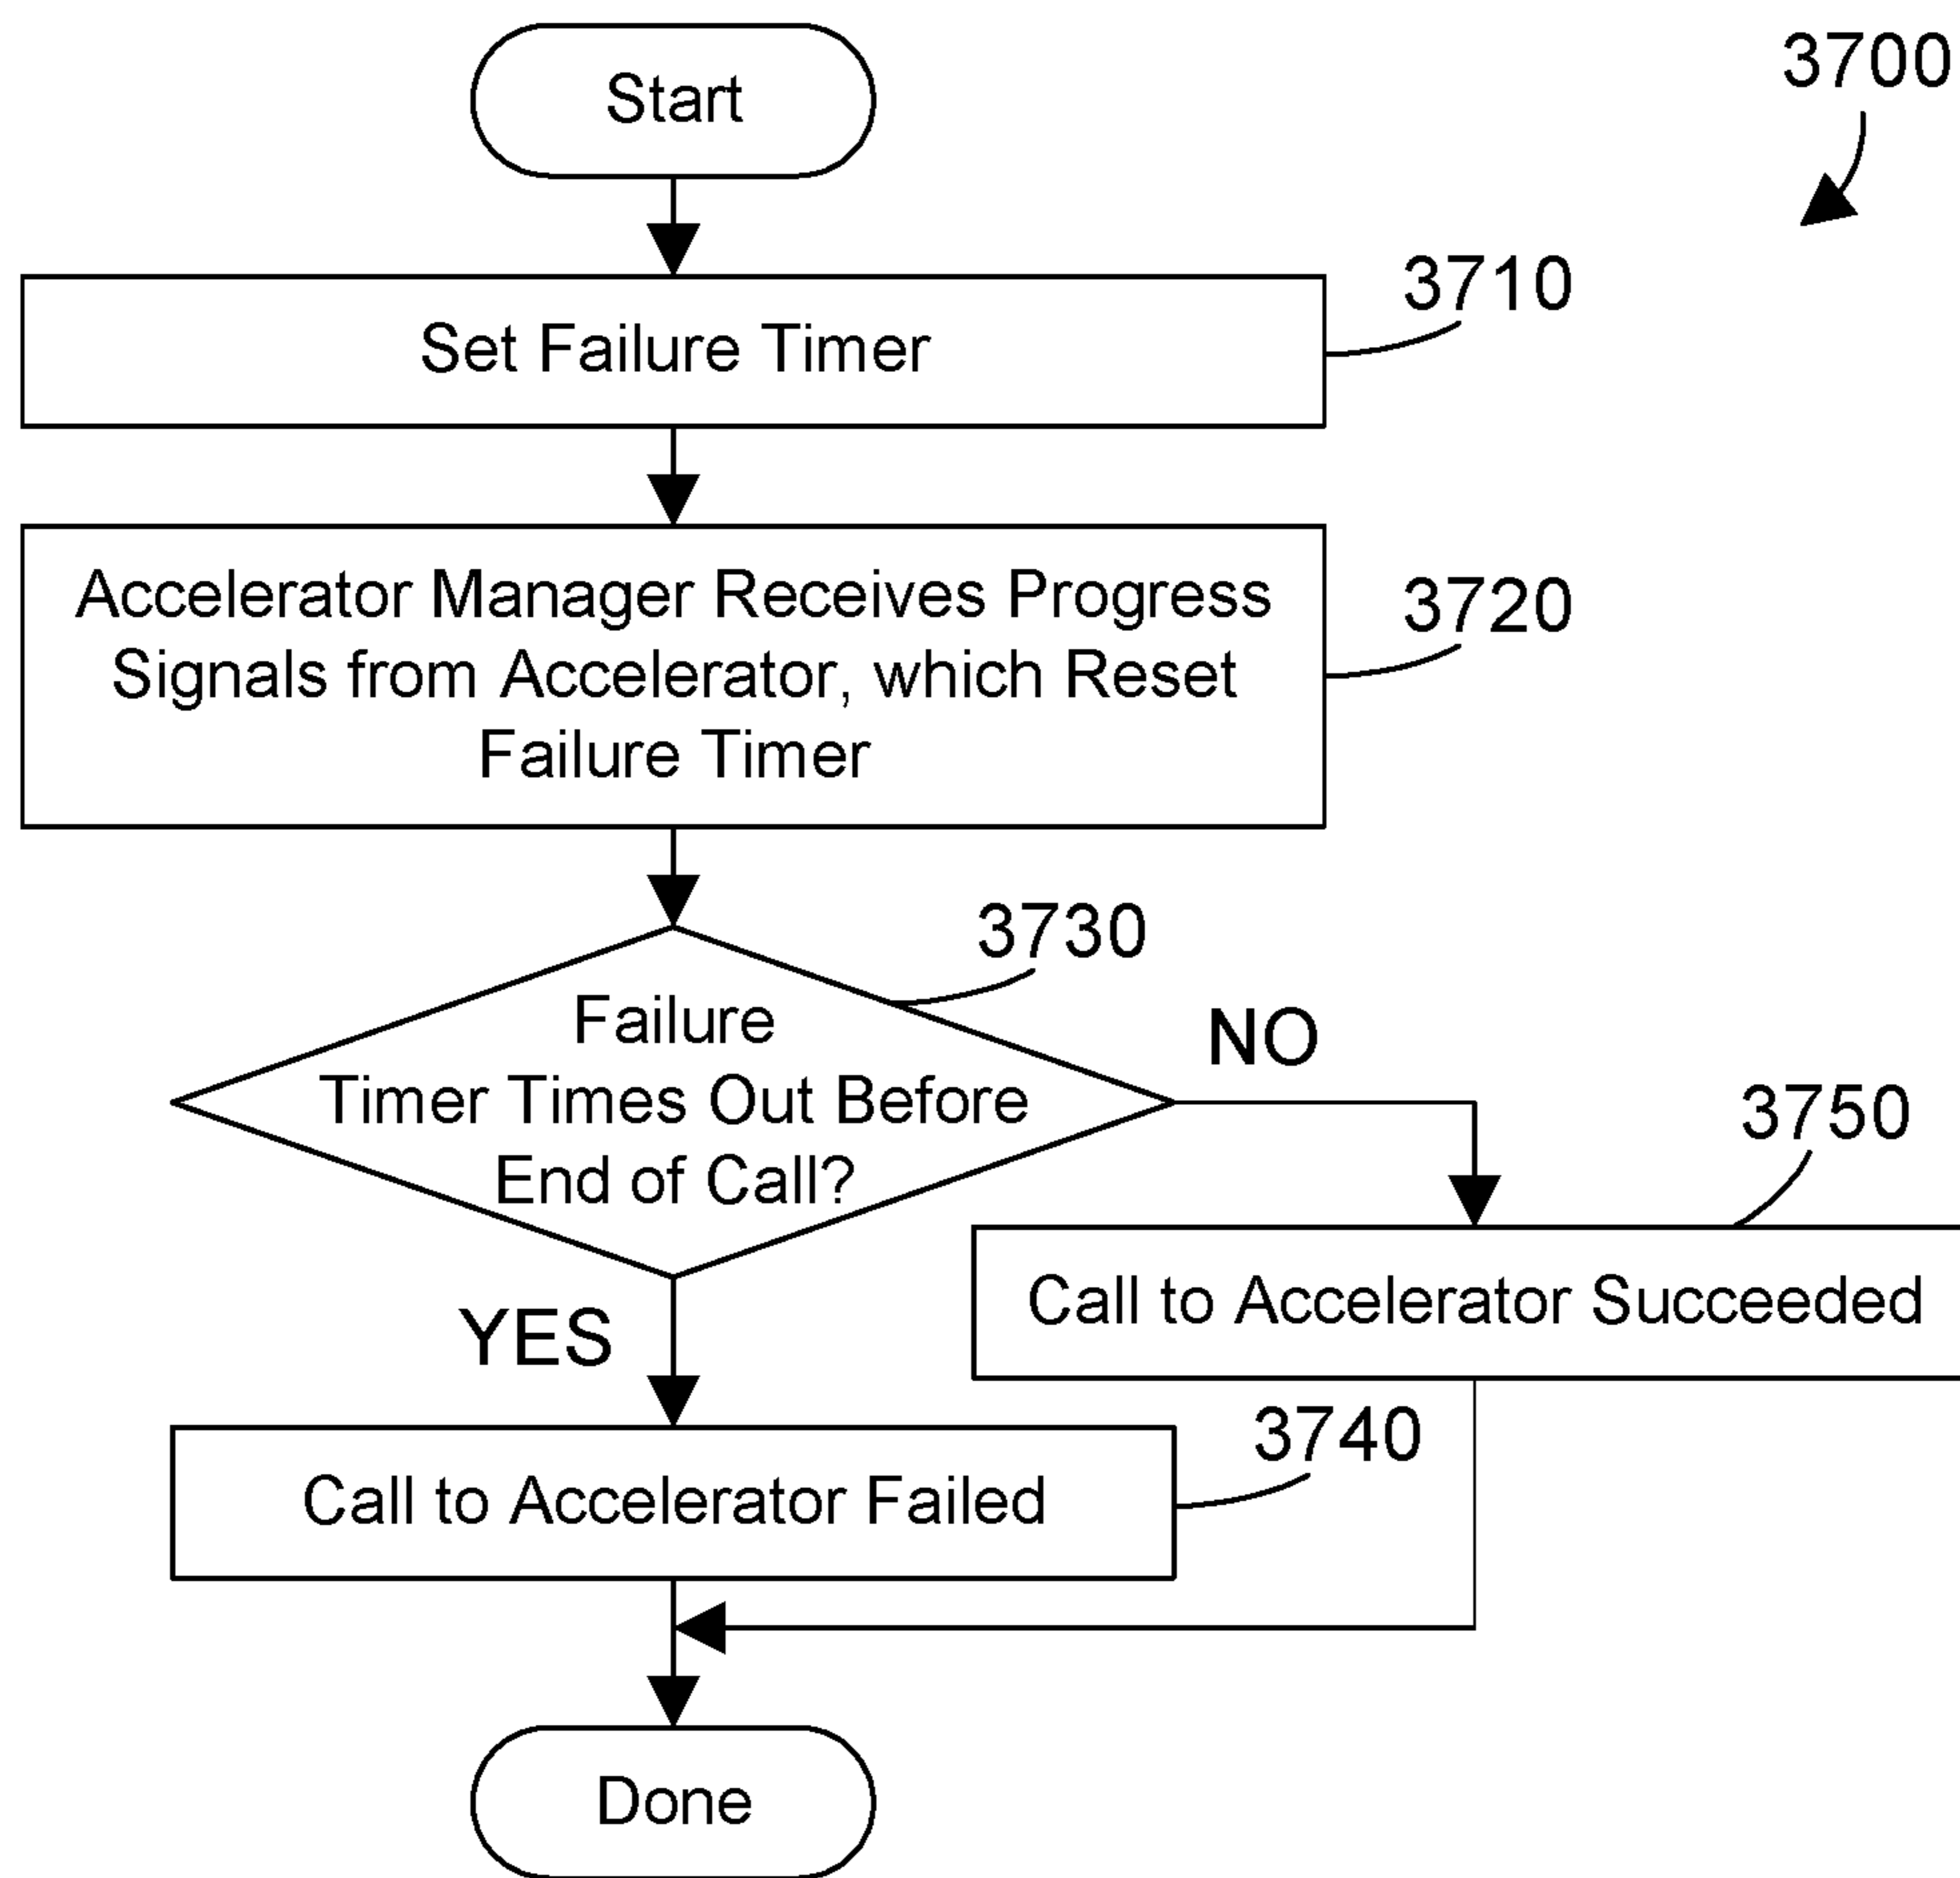 Start
3700
3710
Set Failure Timer
Accelerator Manager Receives Progress
Signals from Accelerator, which Reset
Failure Timer
3720
3730
Failure
Timer Times Out Before
End of Call?
NO
3750
Call to Accelerator Succeeded
YES
3740
Call to Accelerator Failed
Done